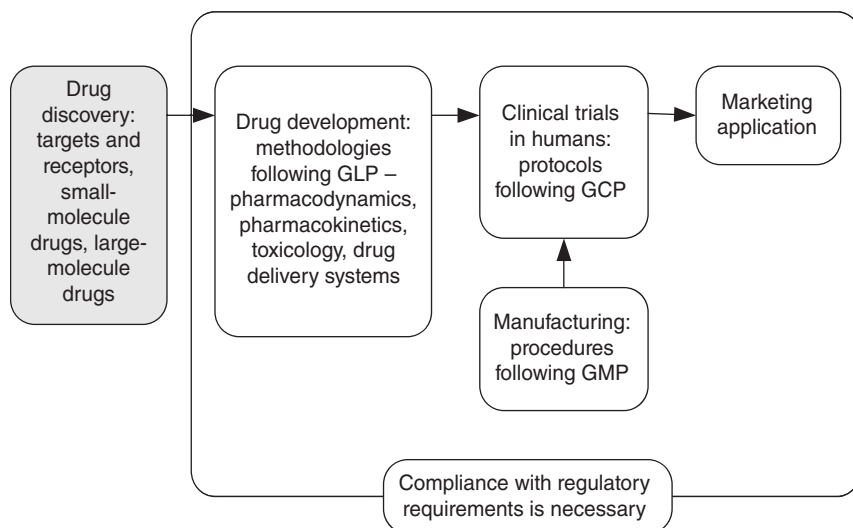 Drug
discovery:
targets and
receptors,
small-
molecule
drugs, large-
molecule
drugs
Drug development:
methodologies
following GLP –
pharmacodynamics,
pharmacokinetics,
toxicology, drug
delivery systems
Clinical trials
in humans:
protocols
following GCP
Marketing
application
Manufacturing:
procedures
following GMP
Compliance with regulatory
requirements is necessary